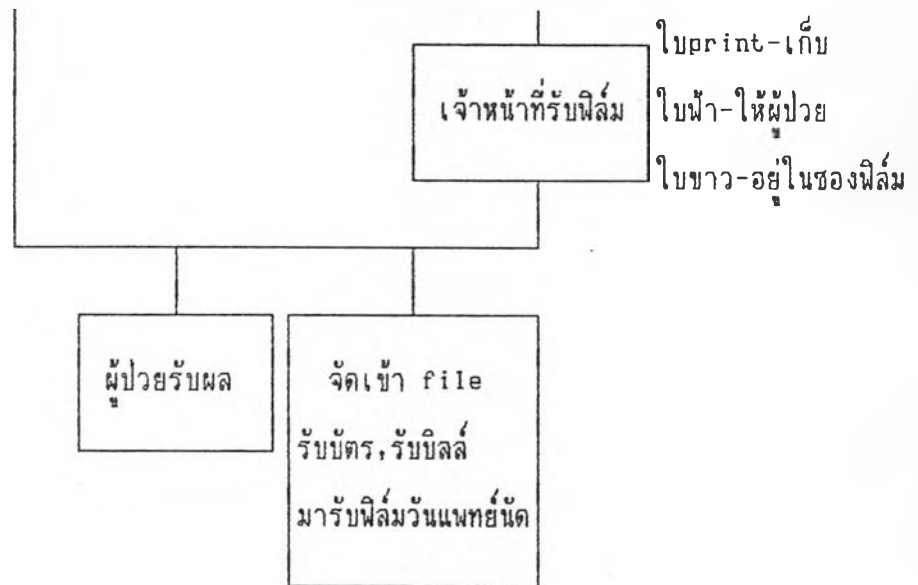 ใบprint-เก็บ
เจ้าหน้าที่รับฟิล์ม
ใบฟ้า-ให้ผู้ป่วย
ใบขาว-อยู่ในซองฟิล์ม
ผู้ป่วยรับผล
จัดเข้า file
รับบัตร,รับบิลล์
มารับฟิล์มวันแพทย์นัด